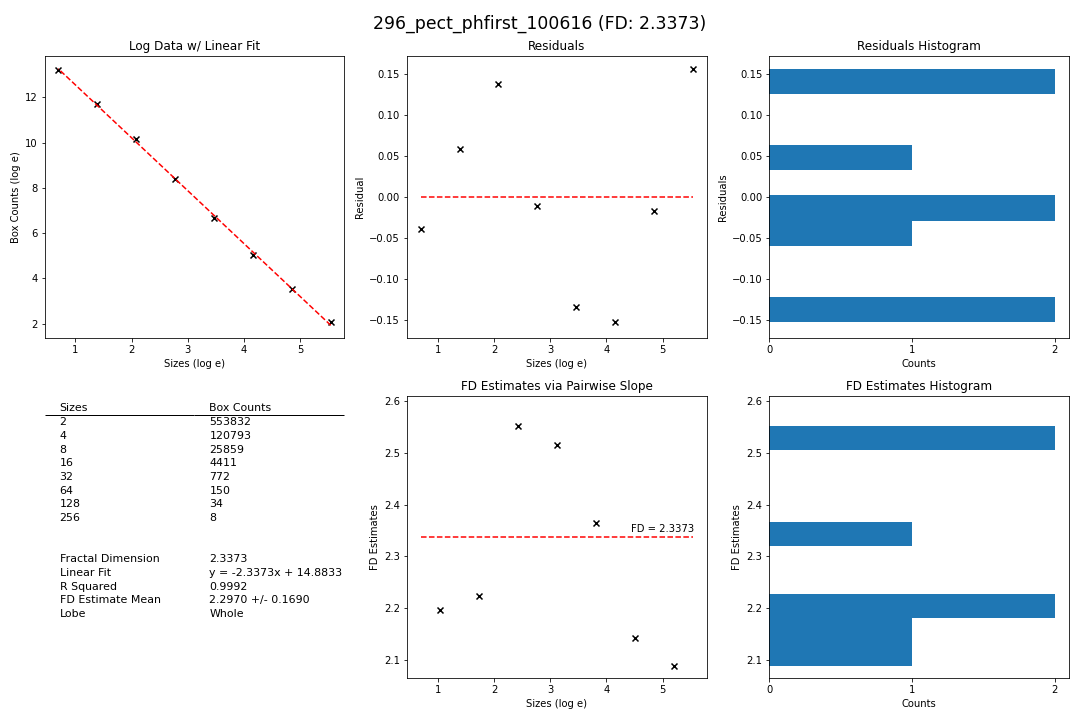 296_pect_phfirst_100616 (FD: 2.3373)
Log Data w/ Linear Fit
Box Counts (log e)
12
10
8
6
4
2
1 2 3 4 5
Sizes (log e)
Residuals
Residual
0.15
0.10
0.05
0.00
−0.05
−0.10
−0.15
1 2 3 4 5
Sizes (log e)
Residuals Histogram
Residuals
0.15
0.10
0.05
0.00
−0.05
−0.10
−0.15
0 1 2
Counts
Sizes Box Counts
2 553832
4 120793
8 25859
16 4411
32 772
64 150
128 34
256 8
Fractal Dimension 2.3373
Linear Fit y = -2.3373x + 14.8833
R Squared 0.9992
FD Estimate Mean 2.2970 +/- 0.1690
Lobe Whole
FD Estimates via Pairwise Slope
FD Estimates
2.6
2.5
2.4
2.3
2.2
2.1
FD = 2.3373
1 2 3 4 5
Sizes (log e)
FD Estimates Histogram
FD Estimates
2.6
2.5
2.4
2.3
2.2
2.1
0 1 2
Counts